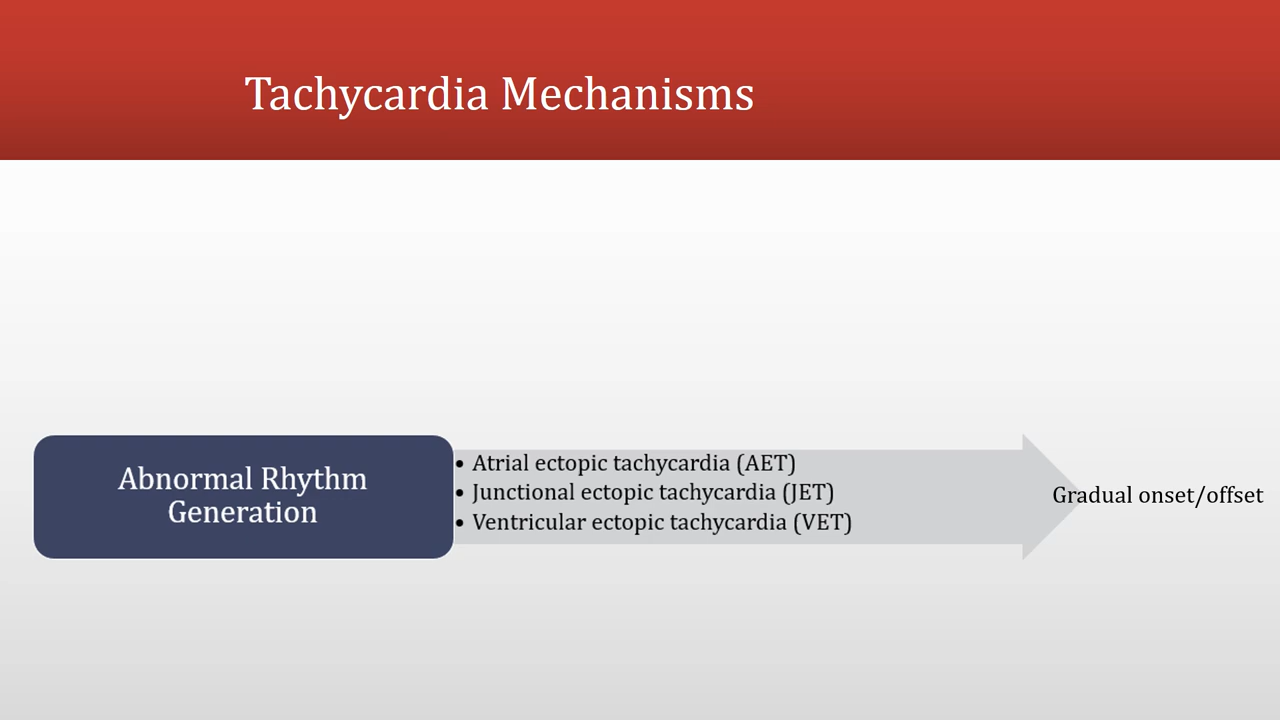 Tachycardia Mechanisms
Abnormal Rhythm
Generation
• Atrial ectopic tachycardia (AET)
• Junctional ectopic tachycardia (JET)
• Ventricular ectopic tachycardia (VET)
Gradual onset/offset